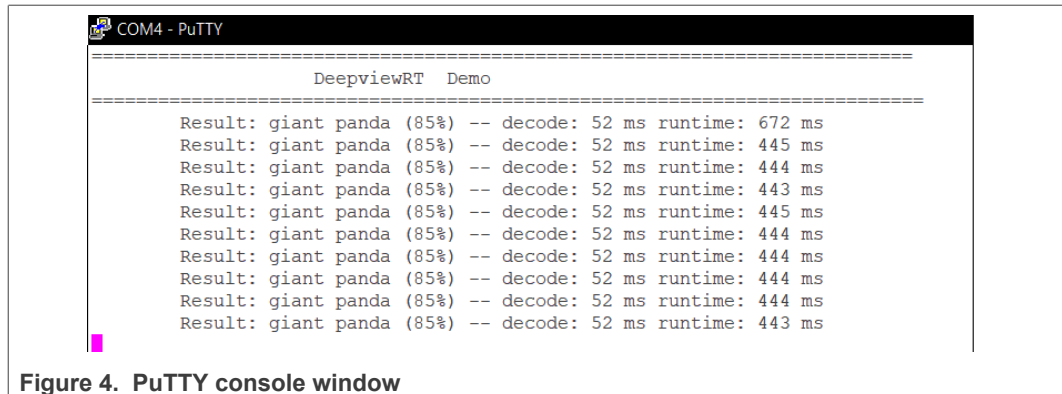 COM4 - PuTTY
==========================================================================
DeepviewRT  Demo
===========================================================================
Result: giant panda (85%) -- decode: 52 ms runtime: 672 ms
Result: giant panda (85%) -- decode: 52 ms runtime: 445 ms
Result: giant panda (85%) -- decode: 52 ms runtime: 444 ms
Result: giant panda (85%) -- decode: 52 ms runtime: 443 ms
Result: giant panda (85%) -- decode: 52 ms runtime: 445 ms
Result: giant panda (85%) -- decode: 52 ms runtime: 444 ms
Result: giant panda (85%) -- decode: 52 ms runtime: 444 ms
Result: giant panda (85%) -- decode: 52 ms runtime: 444 ms
Result: giant panda (85%) -- decode: 52 ms runtime: 444 ms
Result: giant panda (85%) -- decode: 52 ms runtime: 443 ms
Figure 4. PuTTY console window